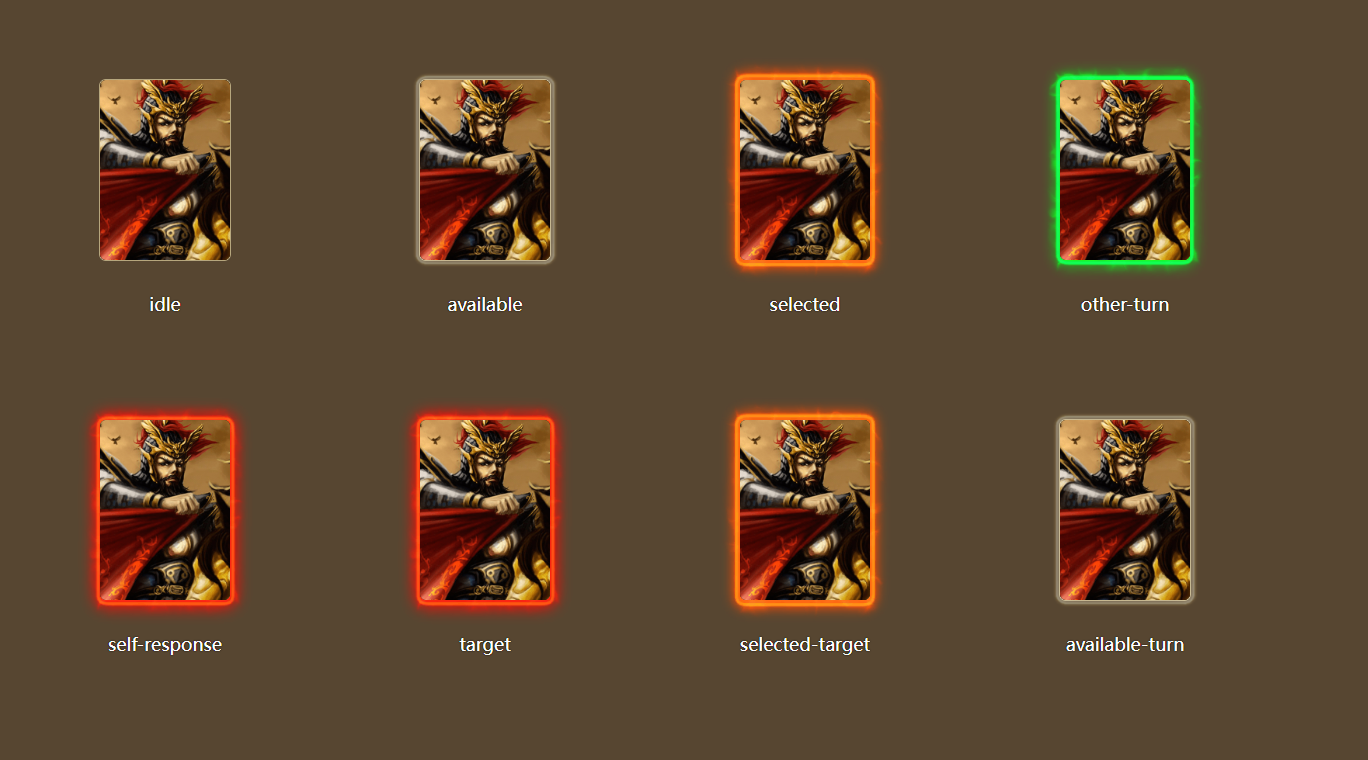 idle
available
selected
other-turn
self-response
target
selected-target
available-turn